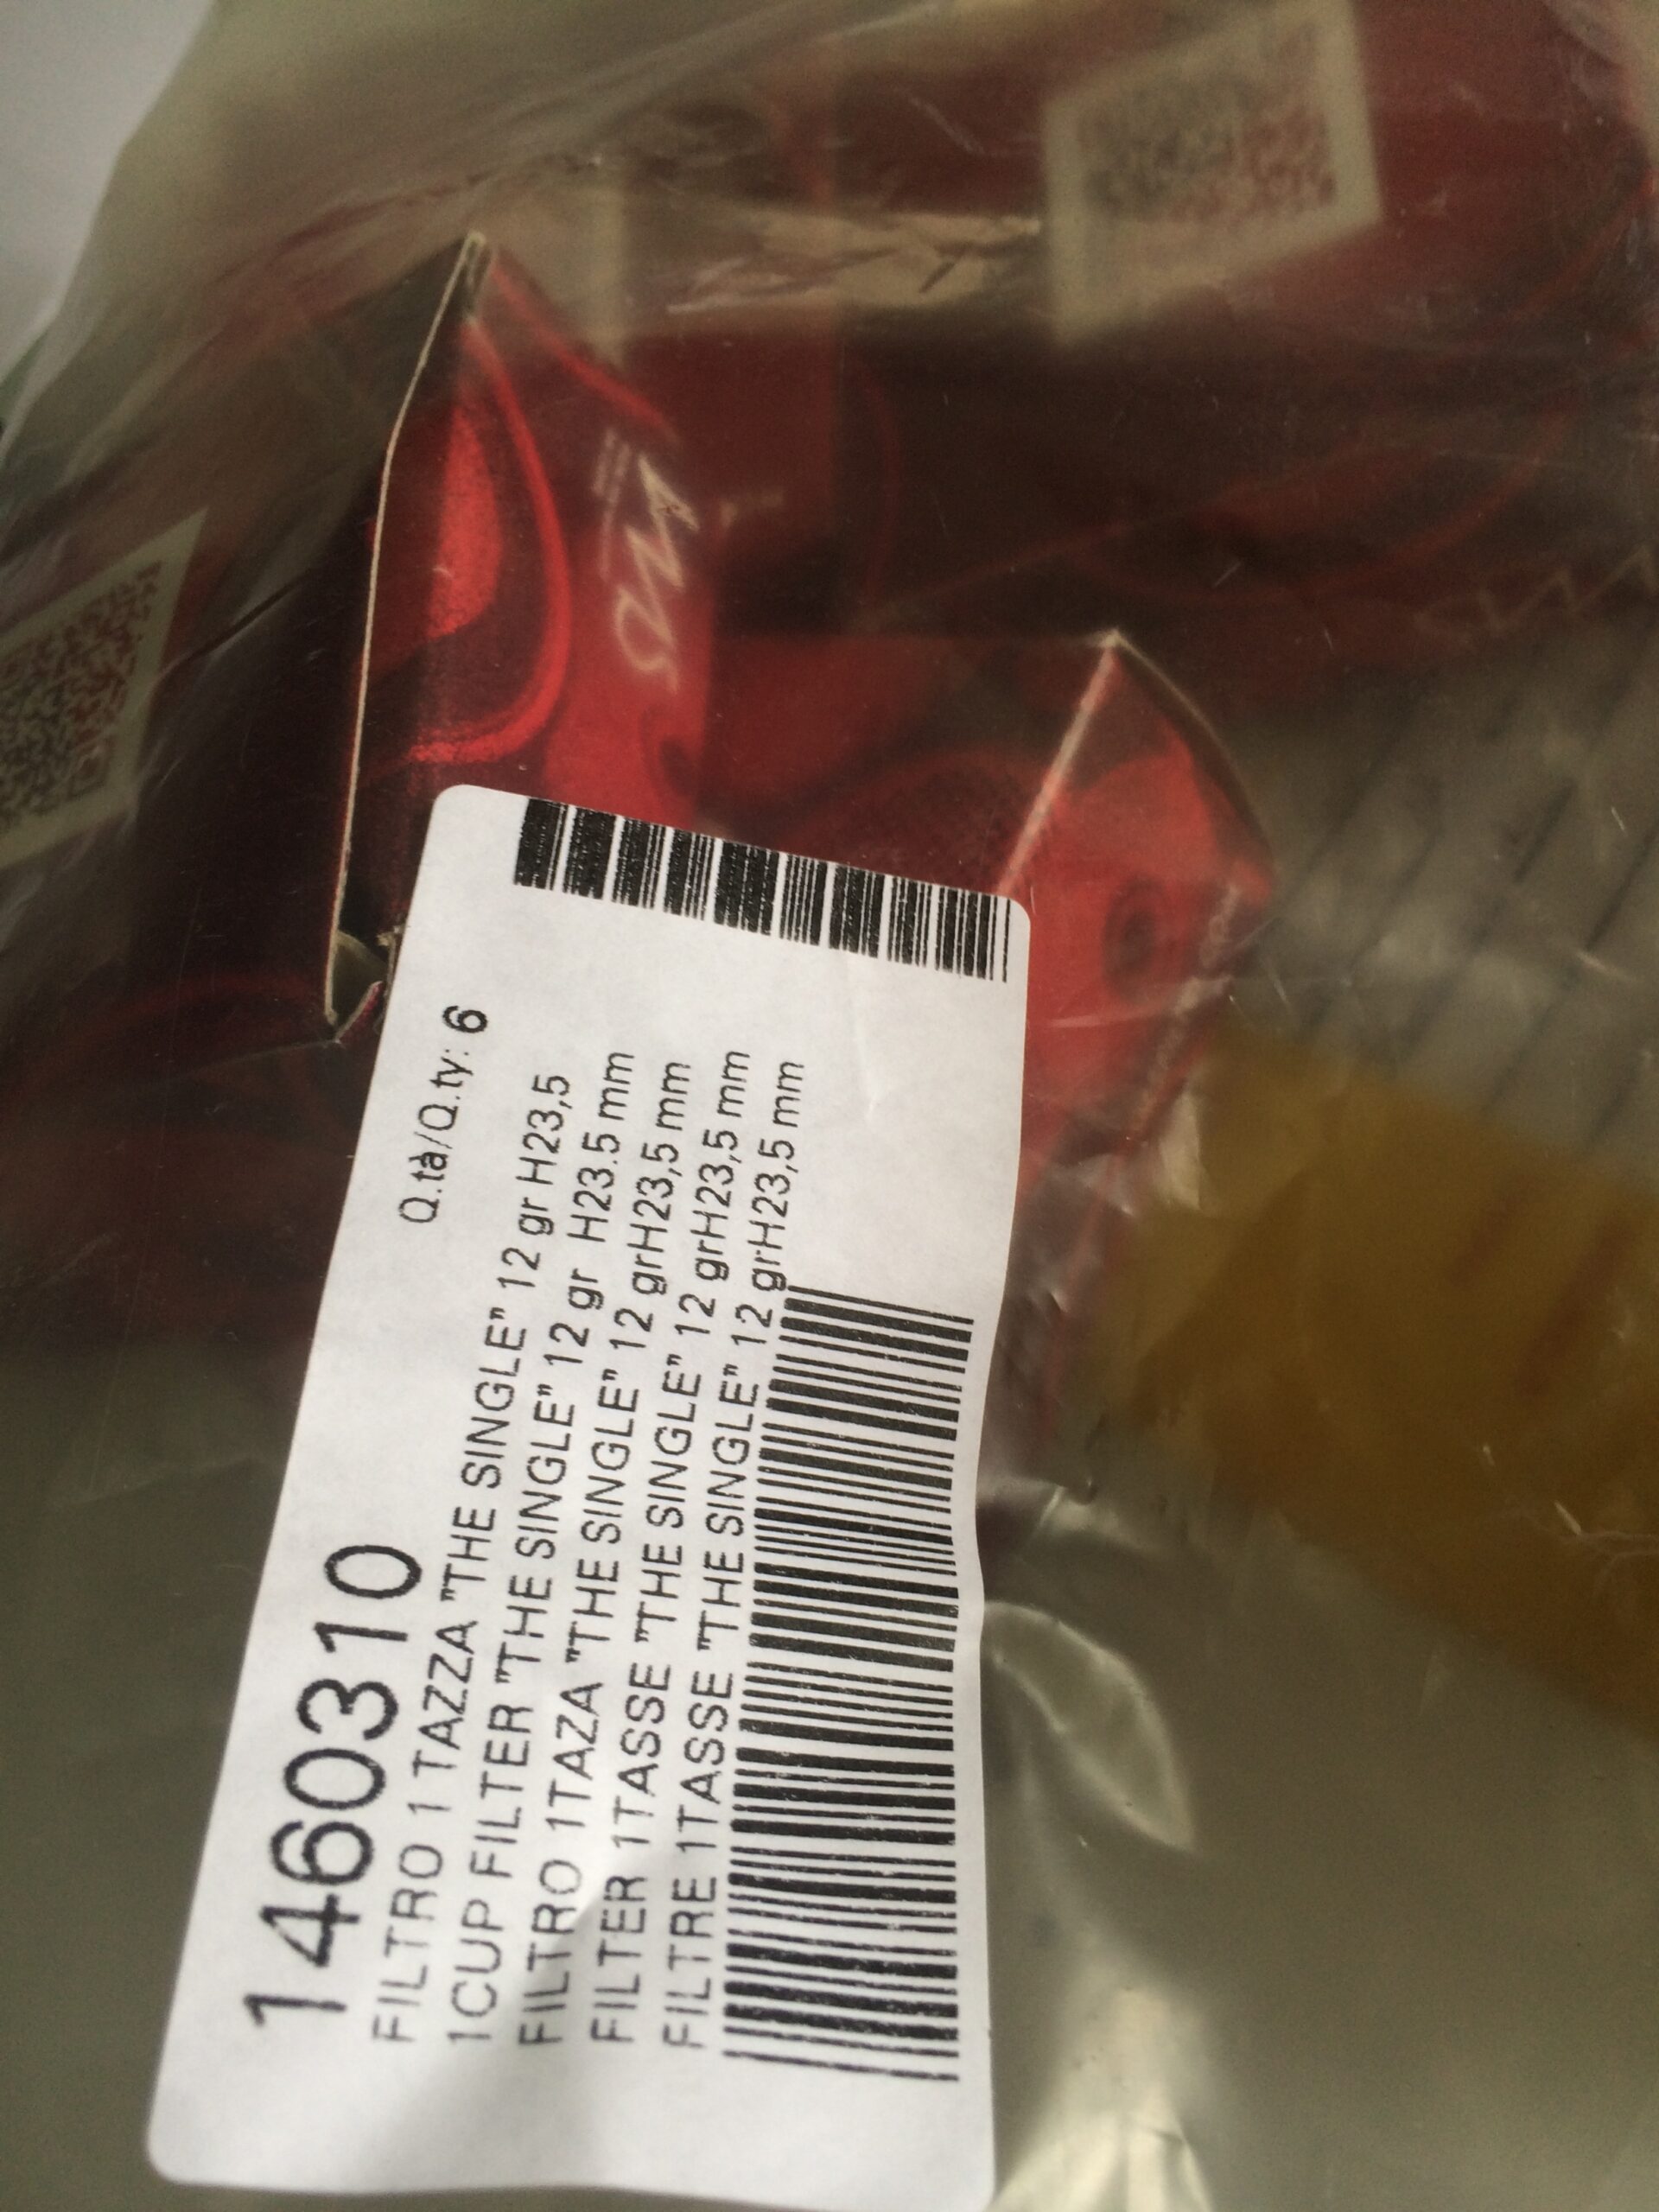 1460310
Q.tà/Q.ty: 6
FILTRO 1 TAZZA "THE SINGLE" 12 gr H23,5
1CUP FILTER "THE SINGLE" 12 gr H23.5 mm
FILTRO 1TAZA "THE SINGLE" 12 grH23,5 mm
FILTER 1TASSE "THE SINGLE" 12 grH23,5 mm
FILTRE 1TASSE "THE SINGLE" 12 grH23,5 mm